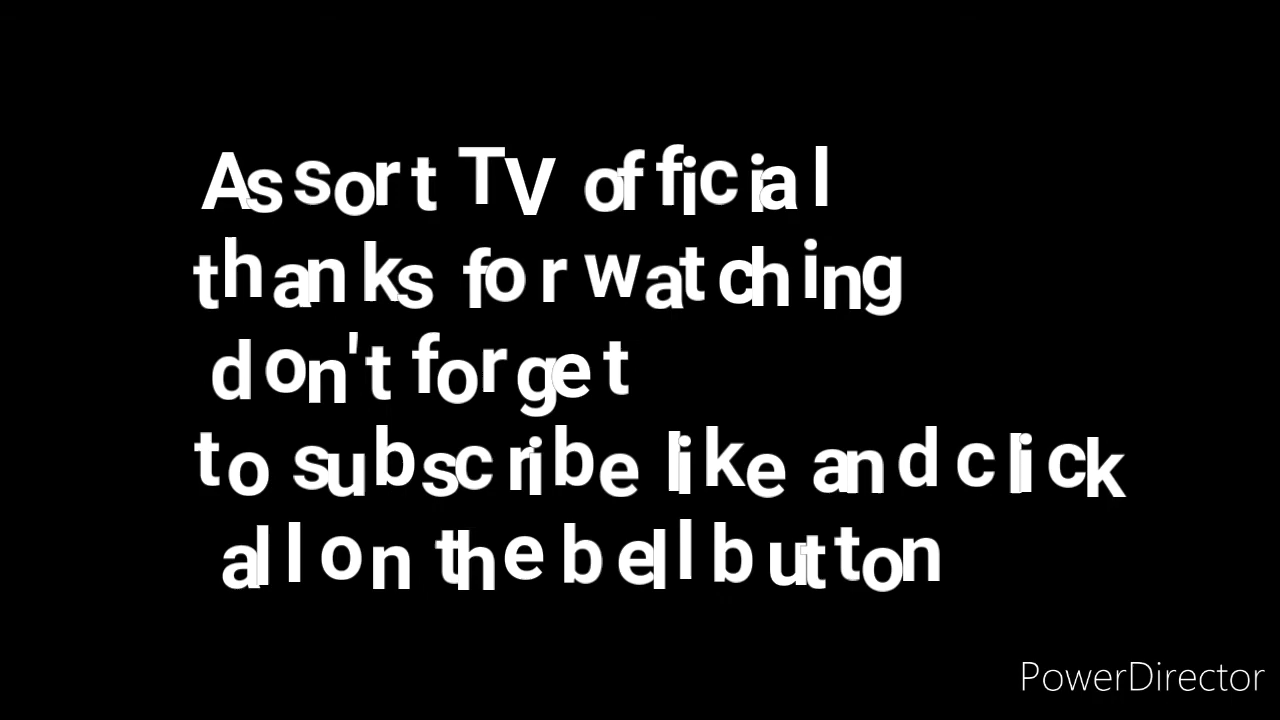 Assort TV official
thanks for watching
don't forget
to subscribe like and click
all on the bell button
PowerDirector